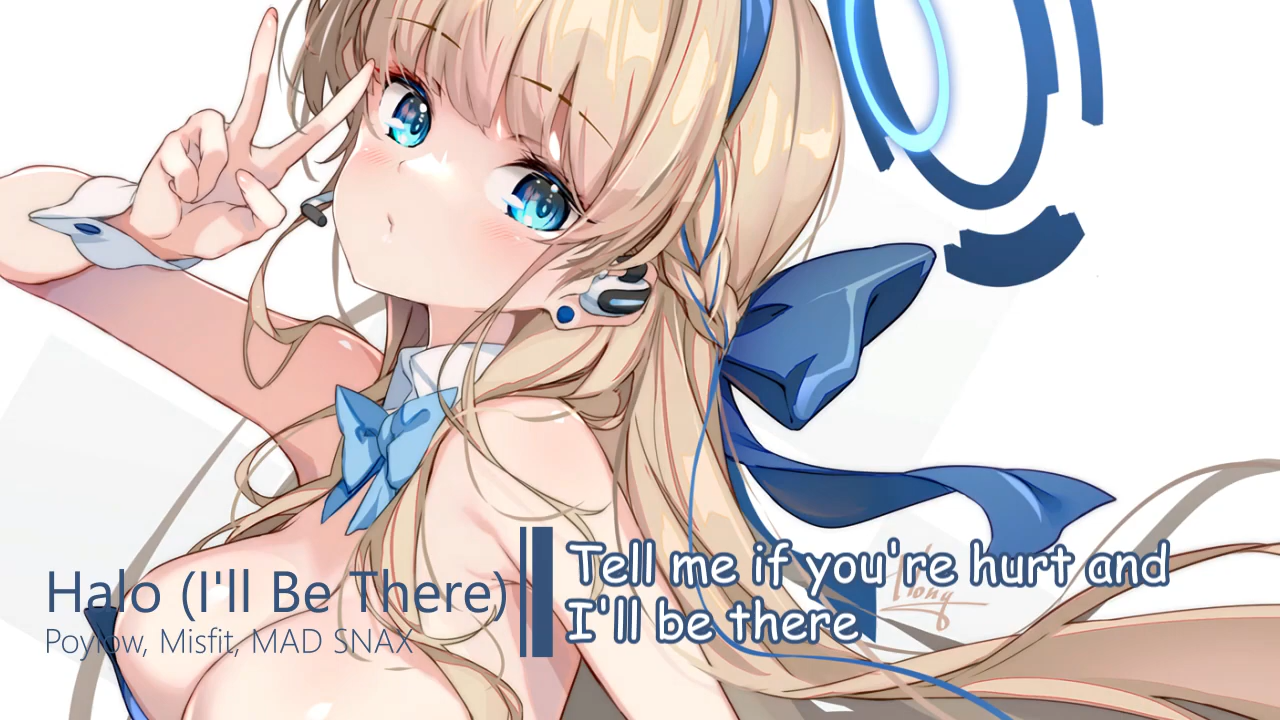 Halo (I'll Be There)
Poylow, Misfit, MAD SNAX
Tell me if you're hurt and
I'll be there